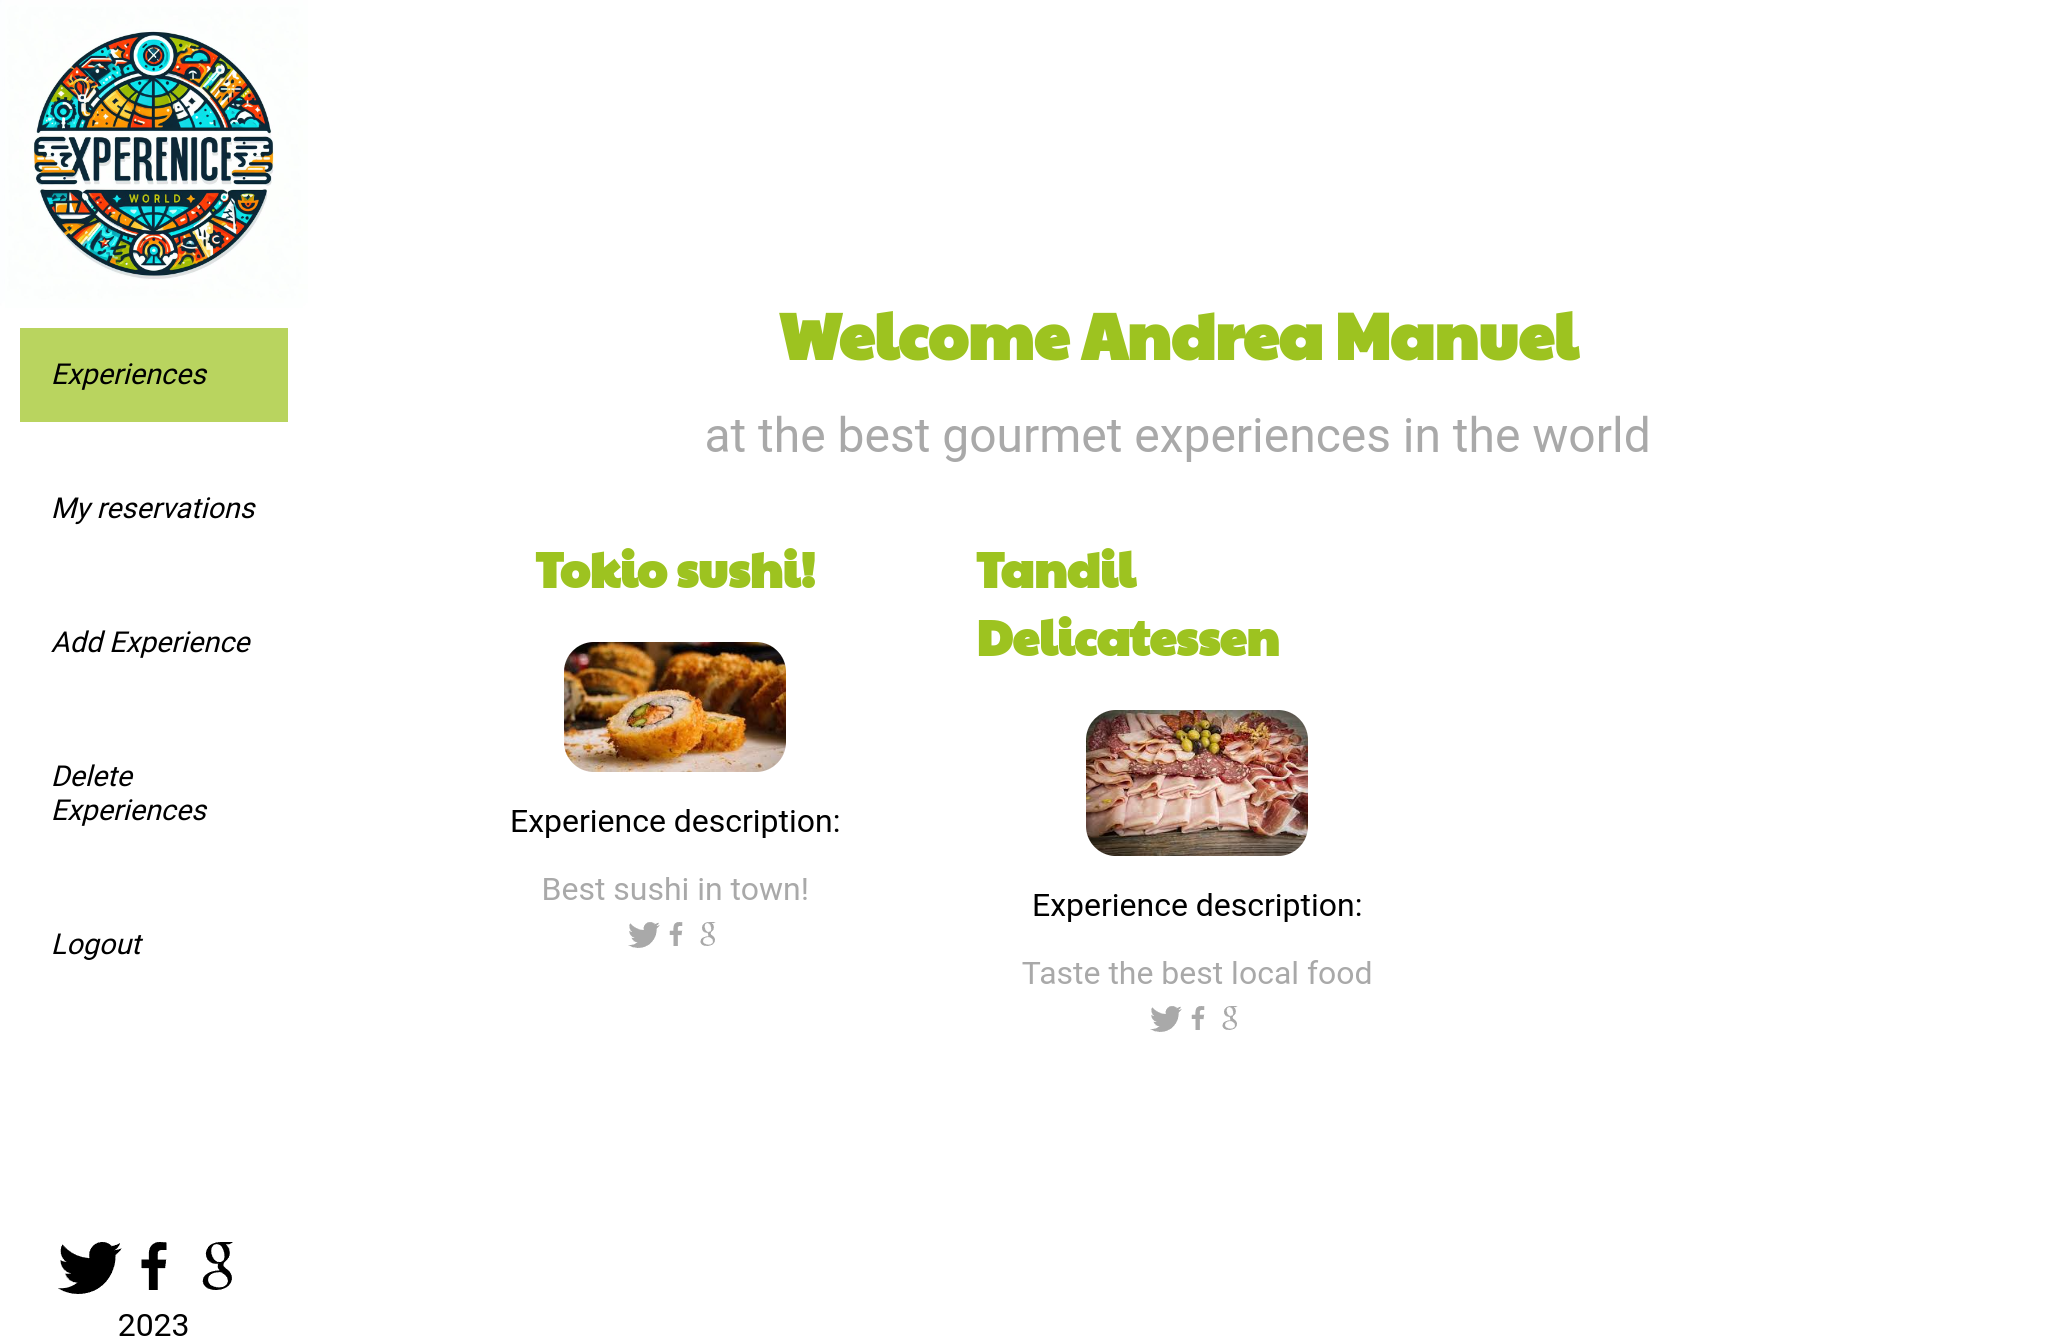 XPERENICE
WORLD
Experiences
My reservations
Add Experience
Delete
Experiences
Logout
2023
Welcome Andrea Manuel
at the best gourmet experiences in the world
Tokio sushi!
Experience description:
Best sushi in town!
Tandil
Delicatessen
Experience description:
Taste the best local food